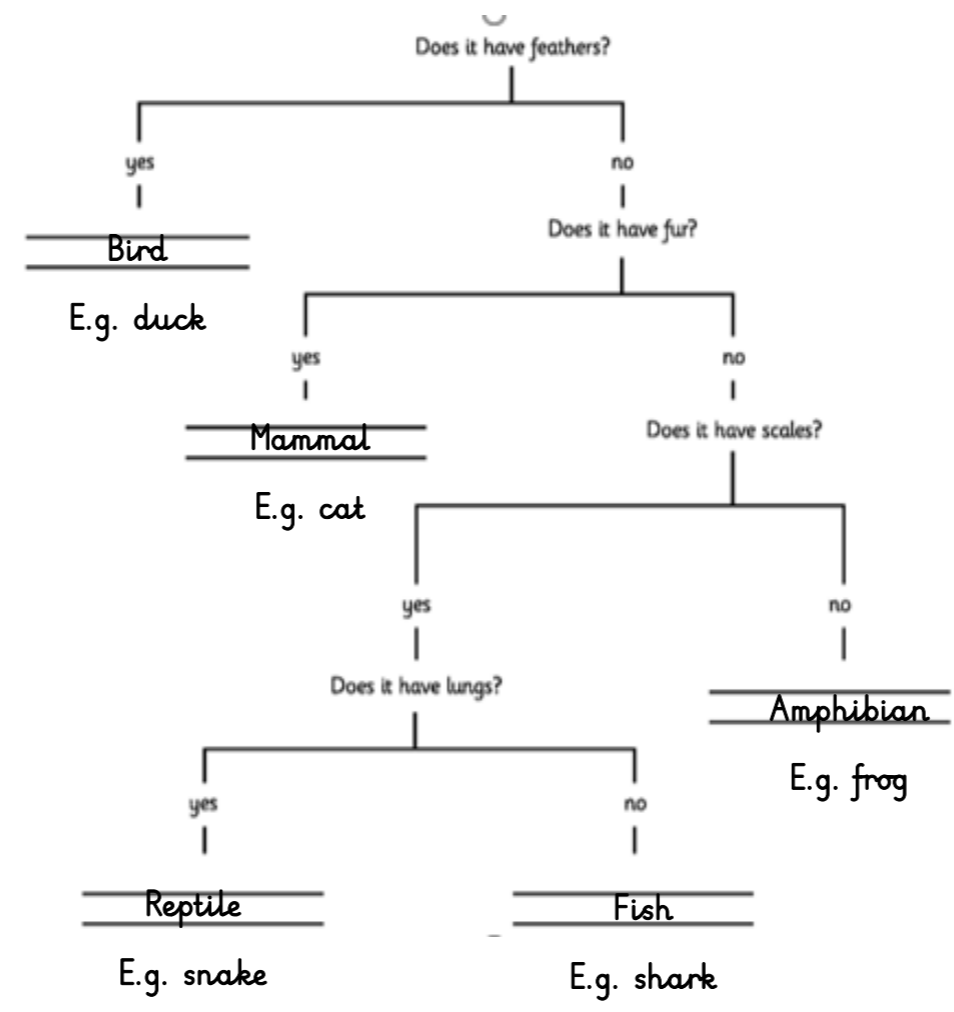 Does it have feathers?
yes
no
Bird
E.g. duck
Does it have fur?
yes
no
Mammal
E.g. cat
Does it have scales?
yes
no
Does it have lungs?
Amphibian
E.g. frog
yes
no
Reptile
Fish
E.g. snake
E.g. shark